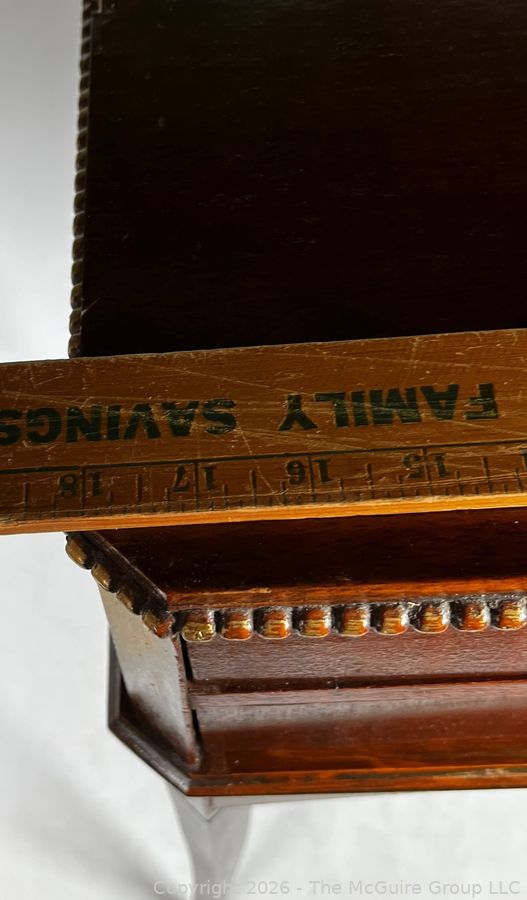 FAMILY SAVINGS
15 16 17 18
Copyright ©2026 - The McGuire Group LLC